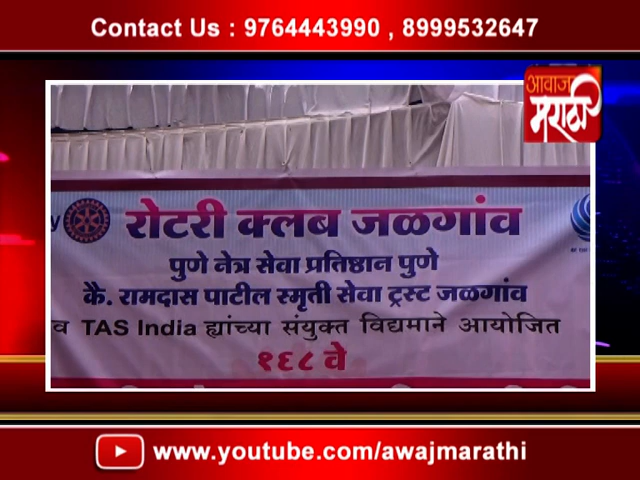 Contact Us : 9764443990 , 8999532647
आवाज
मराठी
रोटरी क्लब जळगांव
पुणे नेत्र सेवा प्रतिष्ठान पुणे
कै. रामदास पाटील स्मृती सेवा ट्रस्ट जळगांव
व TAS India ह्यांच्या संयुक्त विद्यमाने आयोजित
१६८ वे
www.youtube.com/awajmarathi